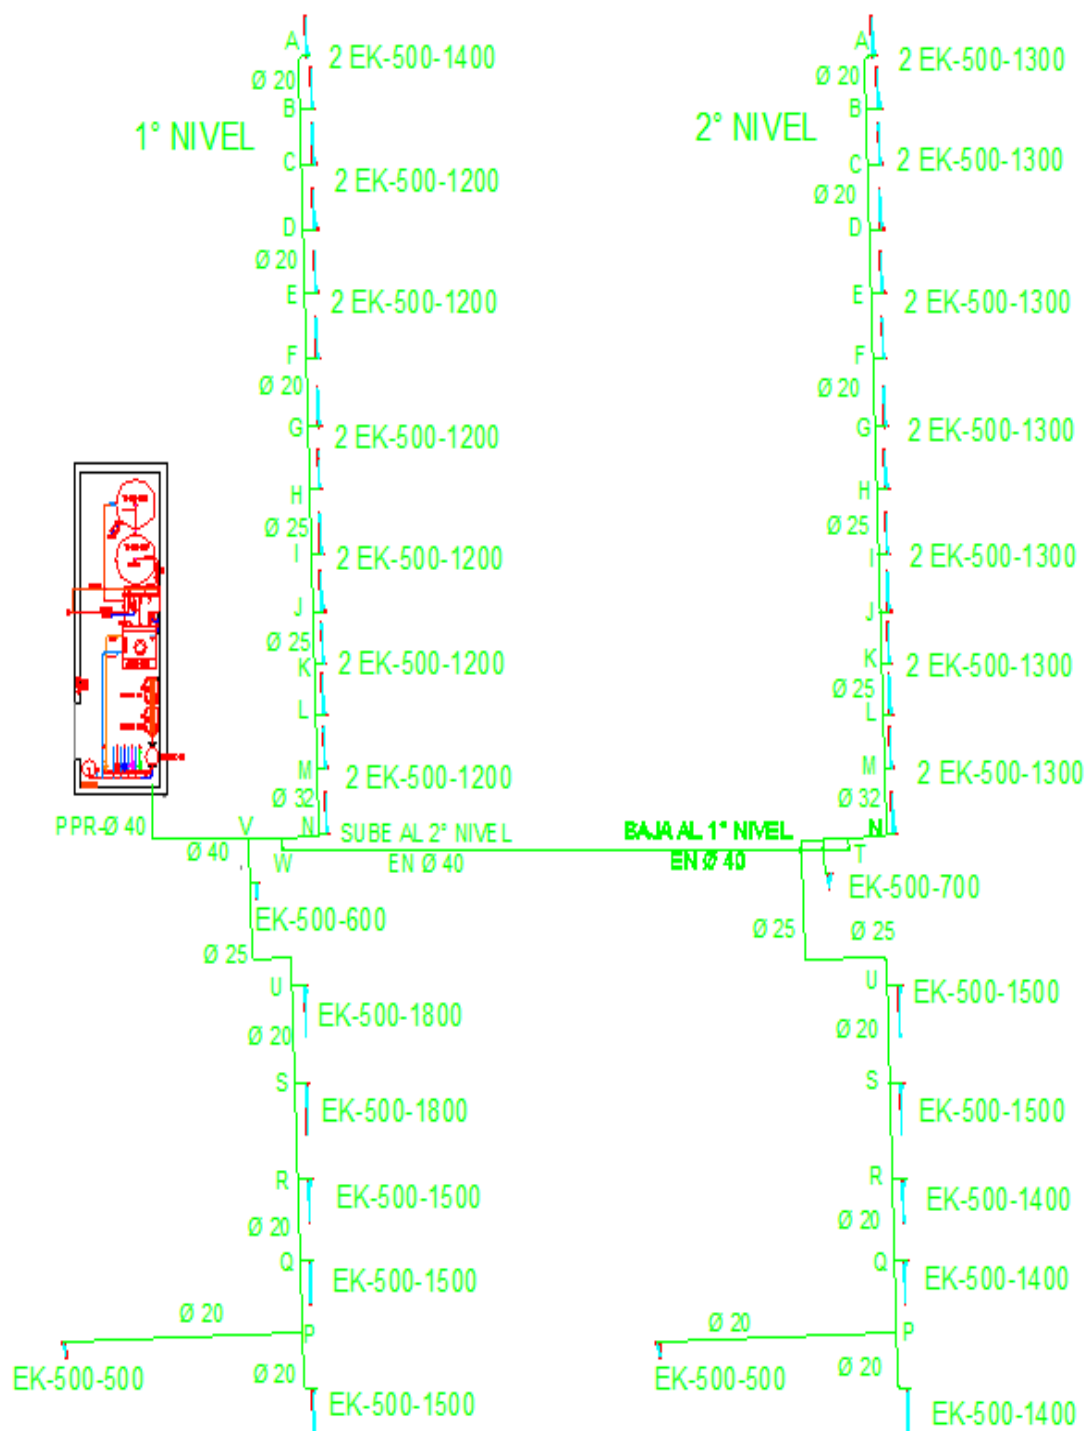 1° NIVEL
A
2 EK-500-1400
Ø 20
B
C
2 EK-500-1200
D
Ø 20
E
2 EK-500-1200
F
Ø 20
G
2 EK-500-1200
H
Ø 25
I
2 EK-500-1200
J
Ø 25
K
2 EK-500-1200
L
M
2 EK-500-1200
Ø 32
N
PPR-Ø 40
V
Ø 40
W
SUBE AL 2° NIVEL
EN Ø 40
EK-500-600
Ø 25
U
EK-500-1800
Ø 20
S
EK-500-1800
R
EK-500-1500
Ø 20
Q
EK-500-1500
Ø 20
P
EK-500-500
Ø 20
EK-500-1500
2° NIVEL
A
2 EK-500-1300
Ø 20
B
C
2 EK-500-1300
Ø 20
D
E
2 EK-500-1300
F
Ø 20
G
2 EK-500-1300
H
Ø 25
I
2 EK-500-1300
J
K
2 EK-500-1300
Ø 25
L
M
2 EK-500-1300
Ø 32
N
BAJA AL 1° NIVEL
EN Ø 40
T
EK-500-700
Ø 25
Ø 25
U
EK-500-1500
Ø 20
S
EK-500-1500
R
EK-500-1400
Ø 20
Q
EK-500-1400
Ø 20
P
EK-500-500
Ø 20
EK-500-1400